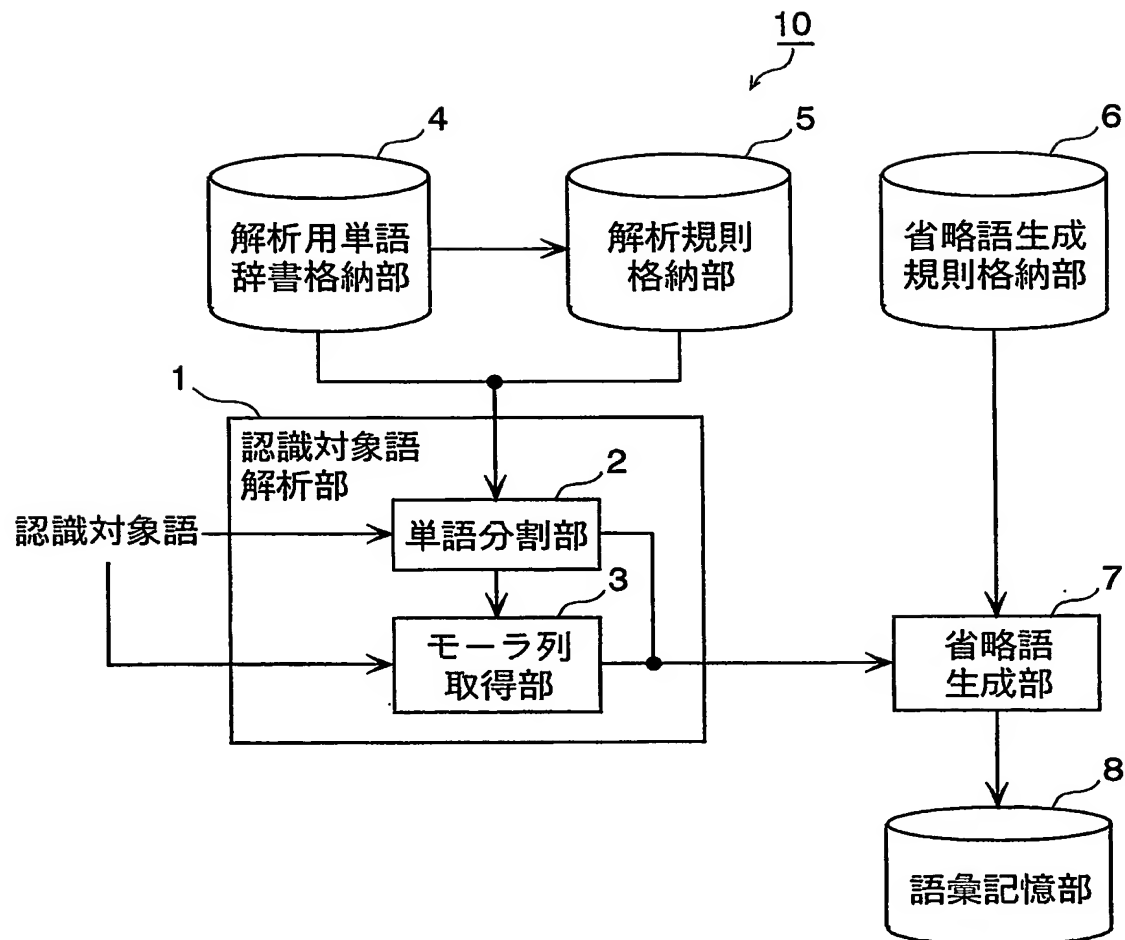 10
4
5
6
解析用単語
辞書格納部
解析規則
格納部
省略語生成
規則格納部
1
認識対象語
解析部
2
認識対象語
単語分割部
3
モーラ列
取得部
7
省略語
生成部
8
語彙記憶部